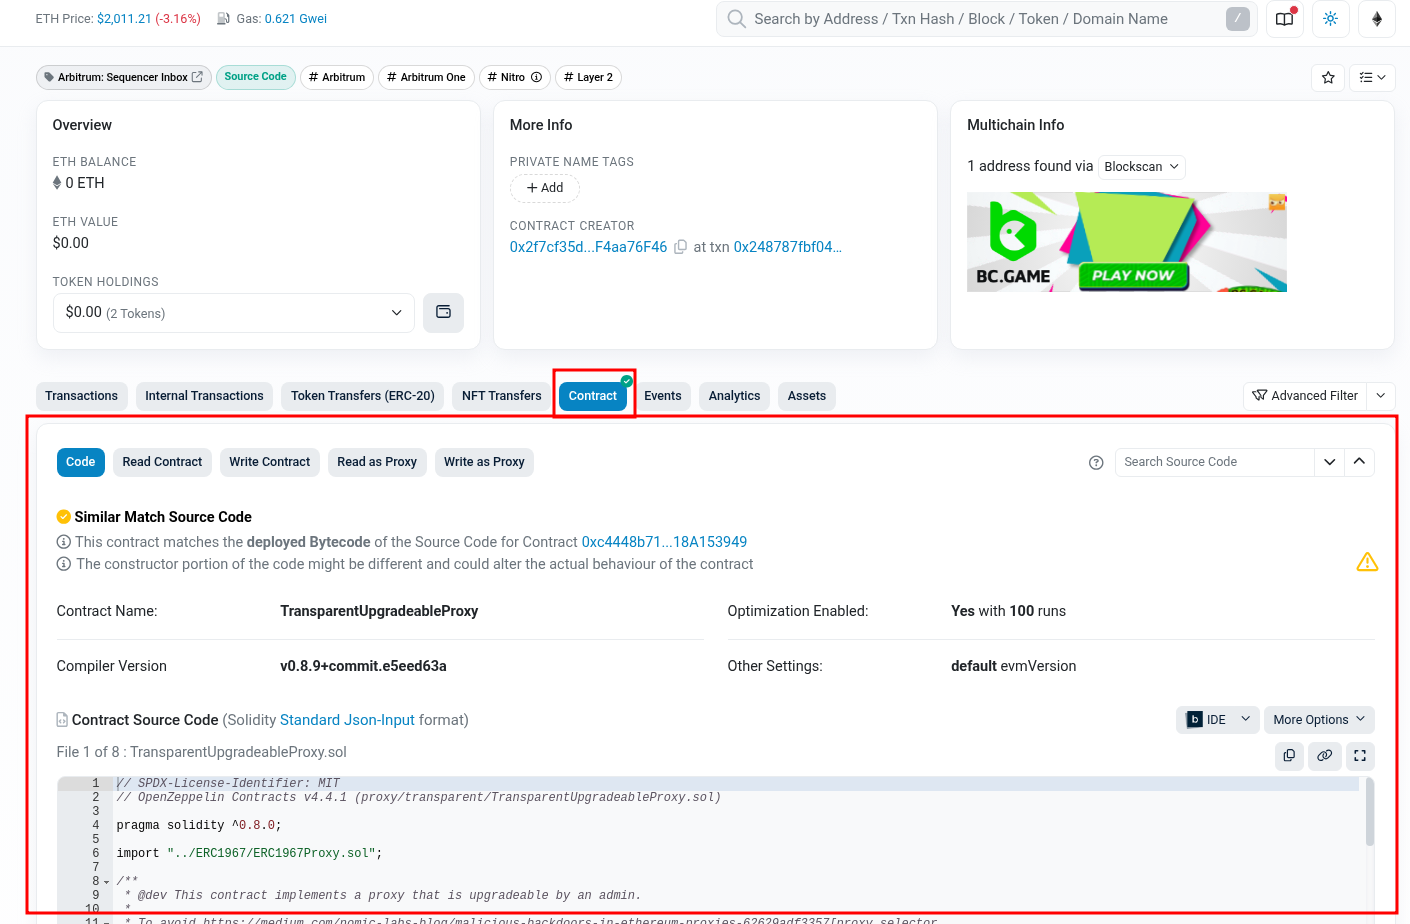 ETH Price: $2,011.21 (-3.16%) Gas: 0.621 Gwei
Search by Address / Txn Hash / Block / Token / Domain Name /
Arbitrum: Sequencer Inbox Source Code # Arbitrum # Arbitrum One # Nitro # Layer 2
Overview
ETH BALANCE
0 ETH
ETH VALUE
$0.00
TOKEN HOLDINGS
$0.00 (2 Tokens)
More Info
PRIVATE NAME TAGS
+ Add
CONTRACT CREATOR
0x2f7cf35d...F4aa76F46 at txn 0x248787fbf04...
Multichain Info
1 address found via Blockscan
BC.GAME PLAY NOW
Transactions Internal Transactions Token Transfers (ERC-20) NFT Transfers Contract Events Analytics Assets Advanced Filter
Code Read Contract Write Contract Read as Proxy Write as Proxy Search Source Code
Similar Match Source Code
This contract matches the deployed Bytecode of the Source Code for Contract 0xc4448b71...18A153949
The constructor portion of the code might be different and could alter the actual behaviour of the contract
Contract Name: TransparentUpgradeableProxy Optimization Enabled: Yes with 100 runs
Compiler Version v0.8.9+commit.e5eed63a Other Settings: default evmVersion
Contract Source Code (Solidity Standard Json-Input format) b IDE More Options
File 1 of 8 : TransparentUpgradeableProxy.sol
1 // SPDX-License-Identifier: MIT
2 // OpenZeppelin Contracts v4.4.1 (proxy/transparent/TransparentUpgradeableProxy.sol)
3
4 pragma solidity ^0.8.0;
5
6 import "../ERC1967/ERC1967Proxy.sol";
7
8 /**
9 * @dev This contract implements a proxy that is upgradeable by an admin.
10 *
11 * To avoid https://medium.com/nomic-labs-blog/malicious-backdoors-in-ethereum-proxies-62629adf3357[proxy selector